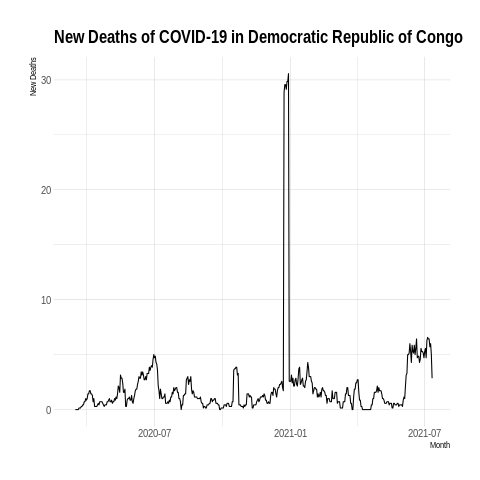 New Deaths of COVID-19 in Democratic Republic of Congo
New Deaths
30
20
10
0
2020-07
2021-01
2021-07
Month